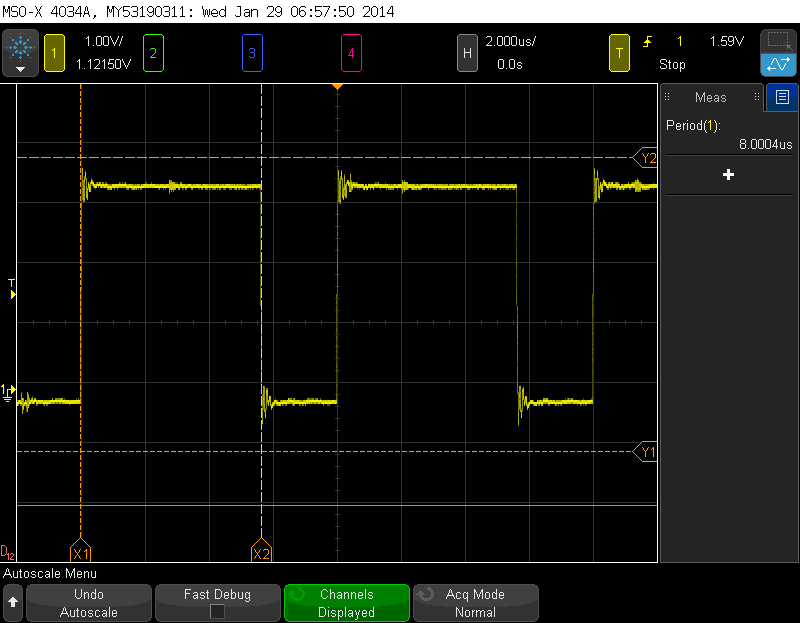 MSO-X 4034A, MY53190311: Wed Jan 29 06:57:50 2014
1 1.00V/ 2 3 4 H 2.000us/ T 1 1.59V
1.12150V 0.0s Stop
Meas
Period(1):
8.0004us
Y2
T
1
Y1
D12 X1 X2
Autoscale Menu
Undo Autoscale
Fast Debug
Channels Displayed
Acq Mode Normal